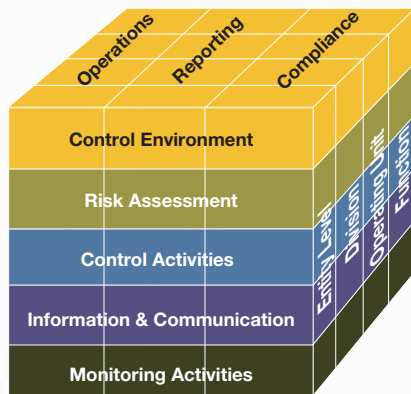 Operations
Reporting
Compliance
Control Environment
Risk Assessment
Control Activities
Information & Communication
Monitoring Activities
Entity Level
Division
Operating Unit
Function